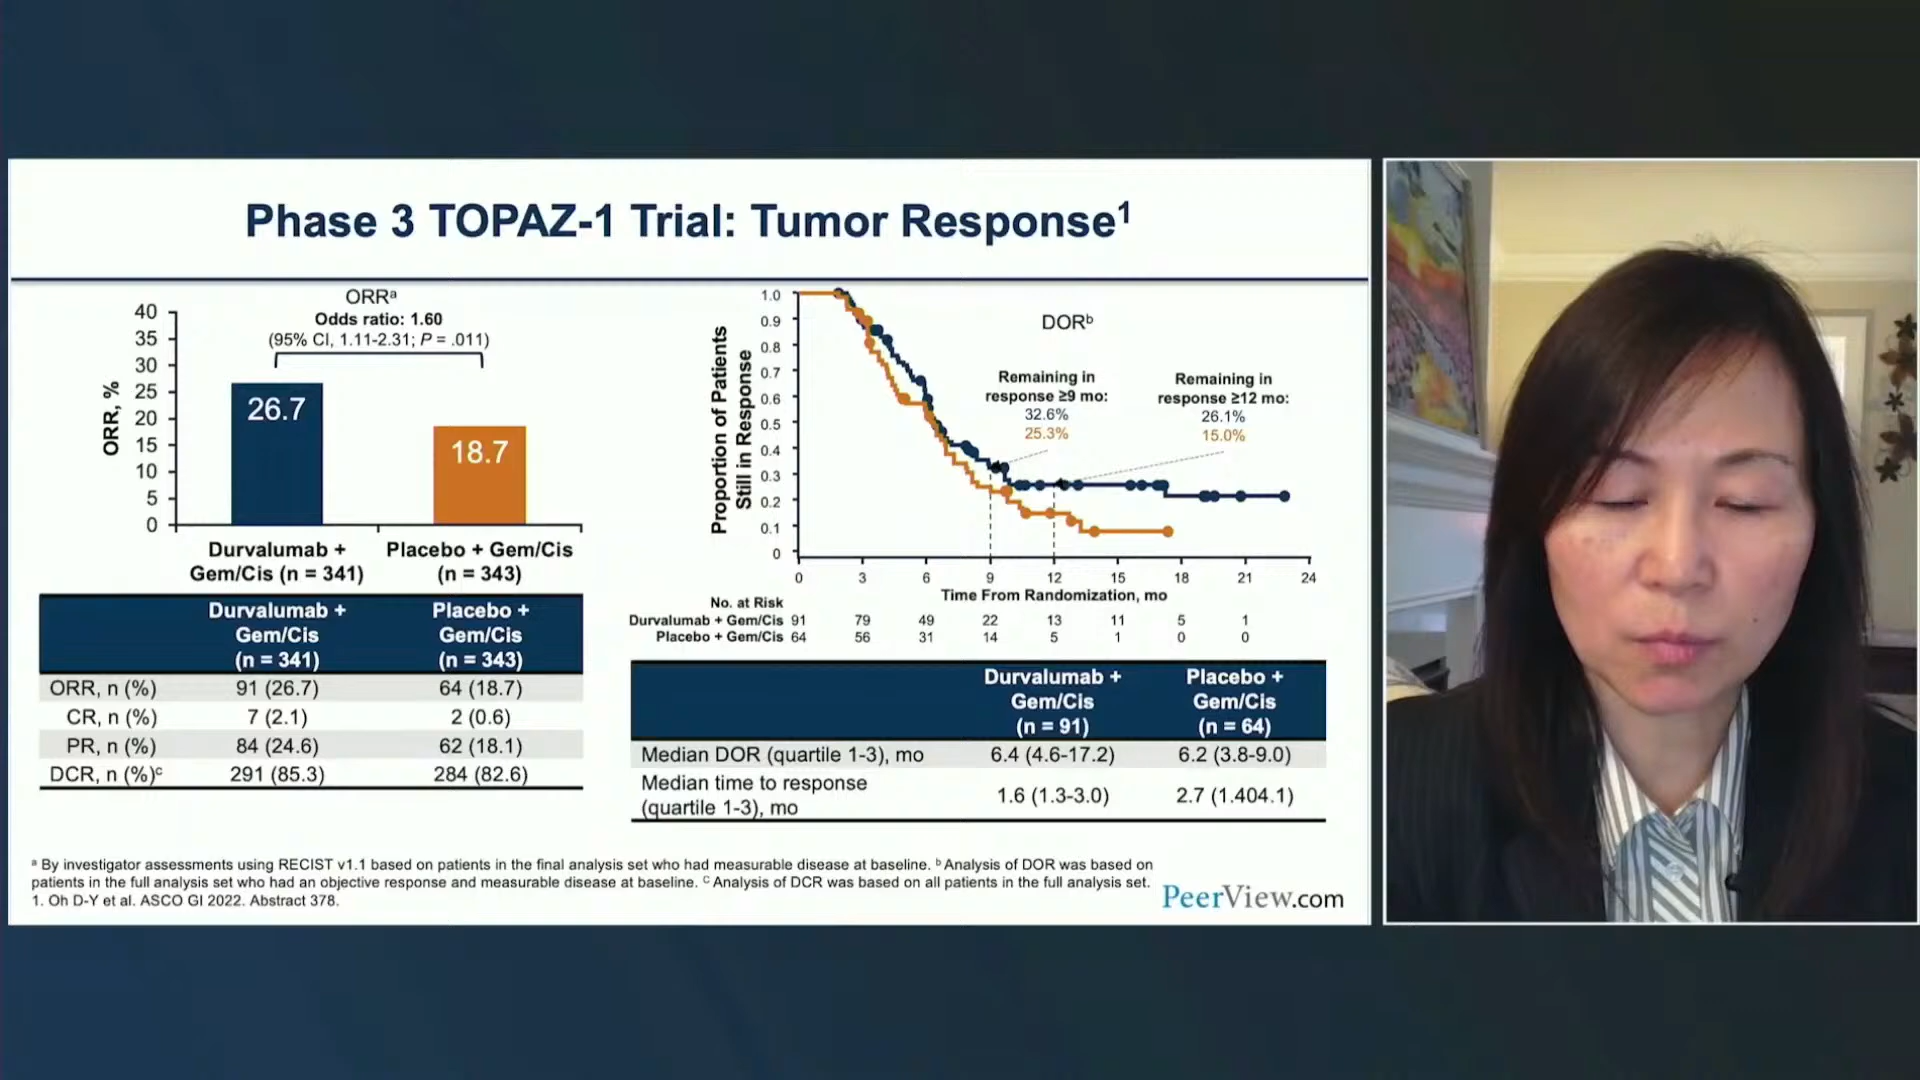 Phase 3 TOPAZ-1 Trial: Tumor Response¹
ORRᵃ
Odds ratio: 1.60
(95% CI, 1.11-2.31; P = .011)
ORR, %
40
35
30
25
20
15
10
5
0
26.7
18.7
Durvalumab +
Gem/Cis (n = 341)
Placebo + Gem/Cis
(n = 343)
Durvalumab + Gem/Cis (n = 341) Placebo + Gem/Cis (n = 343)
ORR, n (%) 91 (26.7) 64 (18.7)
CR, n (%) 7 (2.1) 2 (0.6)
PR, n (%) 84 (24.6) 62 (18.1)
DCR, n (%)ᶜ 291 (85.3) 284 (82.6)
DORᵇ
Proportion of Patients
Still in Response
1.0
0.9
0.8
0.7
0.6
0.5
0.4
0.3
0.2
0.1
0
Remaining in
response ≥9 mo:
32.6%
25.3%
Remaining in
response ≥12 mo:
26.1%
15.0%
0 3 6 9 12 15 18 21 24
Time From Randomization, mo
No. at Risk
Durvalumab + Gem/Cis 91 79 49 22 13 11 5 1
Placebo + Gem/Cis 64 56 31 14 5 1 0 0
Durvalumab + Gem/Cis (n = 91) Placebo + Gem/Cis (n = 64)
Median DOR (quartile 1-3), mo 6.4 (4.6-17.2) 6.2 (3.8-9.0)
Median time to response
(quartile 1-3), mo 1.6 (1.3-3.0) 2.7 (1.404.1)
ᵃ By investigator assessments using RECIST v1.1 based on patients in the final analysis set who had measurable disease at baseline. ᵇ Analysis of DOR was based on
patients in the full analysis set who had an objective response and measurable disease at baseline. ᶜ Analysis of DCR was based on all patients in the full analysis set.
1. Oh D-Y et al. ASCO GI 2022. Abstract 378.
PeerView.com